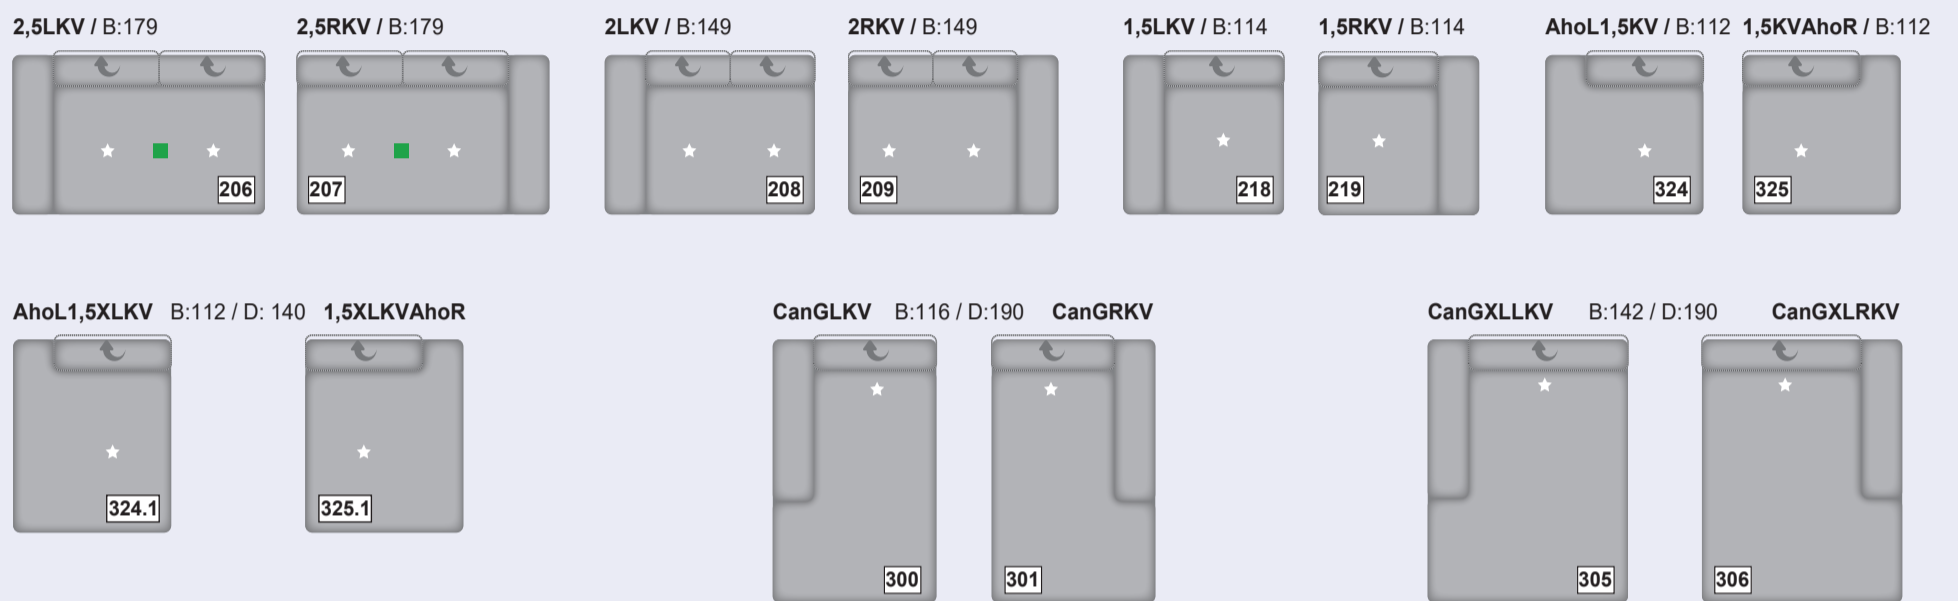 2,5LKV / B:179 2,5RKV / B:179 2LKV / B:149 2RKV / B:149 1,5LKV / B:114 1,5RKV / B:114 AhoL1,5KV / B:112 1,5KVAhoR / B:112
206 207 208 209 218 219 324 325
AhoL1,5XLKV B:112 / D: 140 1,5XLKVAhoR CanGLKV B:116 / D:190 CanGRKV CanGXLLKV B:142 / D:190 CanGXLRKV
324.1 325.1
300 301 305 306